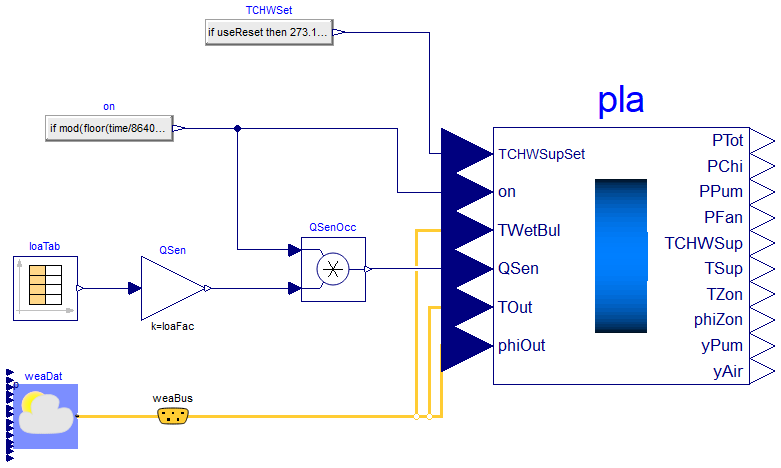 TCHWSet
if useReset then 273.1...
on
if mod(floor(time/8640...
pla
TCHWSupSet
on
TWetBul
QSen
TOut
phiOut
PTot
PChi
PPum
PFan
TCHWSup
TSup
TZon
phiZon
yPum
yAir
loaTab
QSen
k=loaFac
QSenOcc
weaDat
p
weaBus